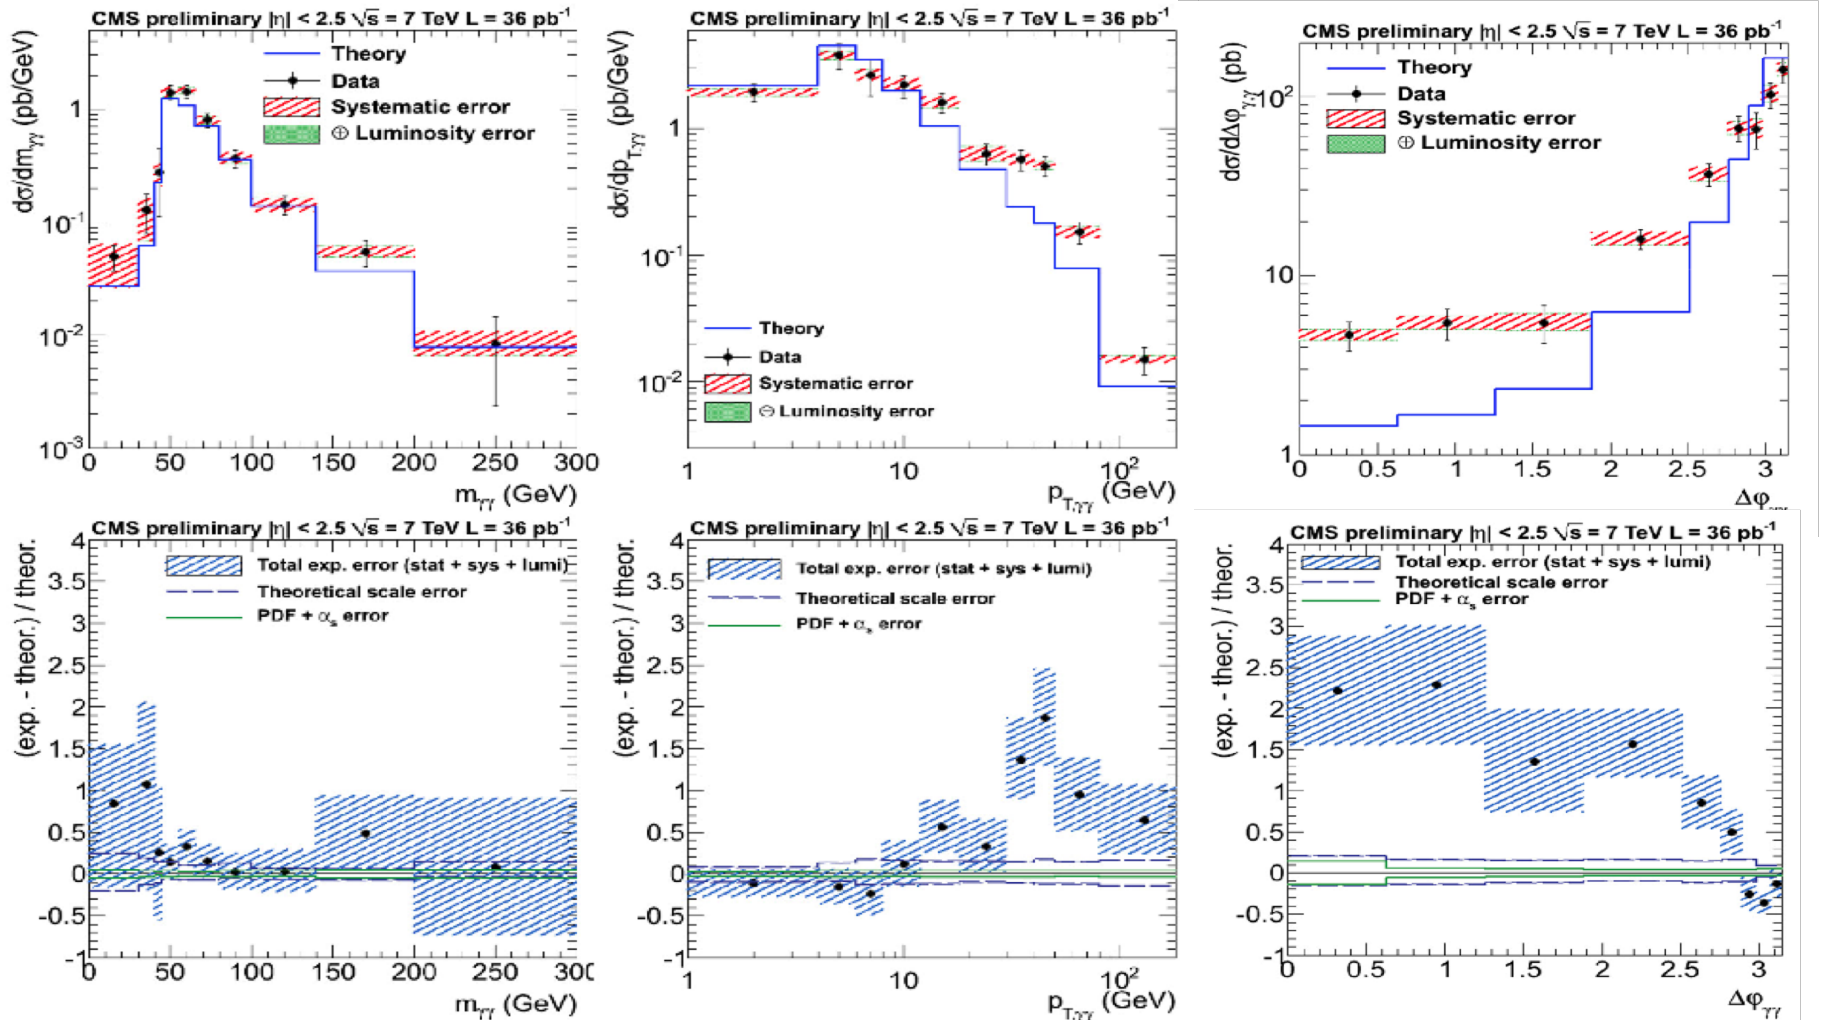 CMS preliminary |η| < 2.5 √s = 7 TeV L = 36 pb⁻¹
dσ/dm_γγ (pb/GeV)
Theory
Data
Systematic error
⊕ Luminosity error
1
10⁻¹
10⁻²
10⁻³
0 50 100 150 200 250 300
m_γγ (GeV)
CMS preliminary |η| < 2.5 √s = 7 TeV L = 36 pb⁻¹
dσ/dp_T,γγ (pb/GeV)
1
10⁻¹
10⁻²
Theory
Data
Systematic error
⊖ Luminosity error
1 10 10²
p_T,γγ (GeV)
CMS preliminary |η| < 2.5 √s = 7 TeV L = 36 pb⁻¹
dσ/dΔφ_γ,γ (pb)
Theory
Data
Systematic error
⊕ Luminosity error
10²
10
1
0 0.5 1 1.5 2 2.5 3
Δφ
CMS preliminary |η| < 2.5 √s = 7 TeV L = 36 pb⁻¹
(exp. - theor.) / theor.
Total exp. error (stat + sys + lumi)
Theoretical scale error
PDF + α_s error
4
3.5
3
2.5
2
1.5
1
0.5
0
-0.5
-1
0 50 100 150 200 250 300
m_γγ (GeV)
CMS preliminary |η| < 2.5 √s = 7 TeV L = 36 pb⁻¹
(exp. - theor.) / theor.
Total exp. error (stat + sys + lumi)
Theoretical scale error
PDF + α_s error
4
3.5
3
2.5
2
1.5
1
0.5
0
-0.5
-1
1 10 10²
p_T,γγ (GeV)
CMS preliminary |η| < 2.5 √s = 7 TeV L = 36 pb⁻¹
(exp. - theor.) / theor.
Total exp. error (stat + sys + lumi)
Theoretical scale error
PDF + α_s error
4
3.5
3
2.5
2
1.5
1
0.5
0
-0.5
-1
0 0.5 1 1.5 2 2.5 3
Δφ_γγ